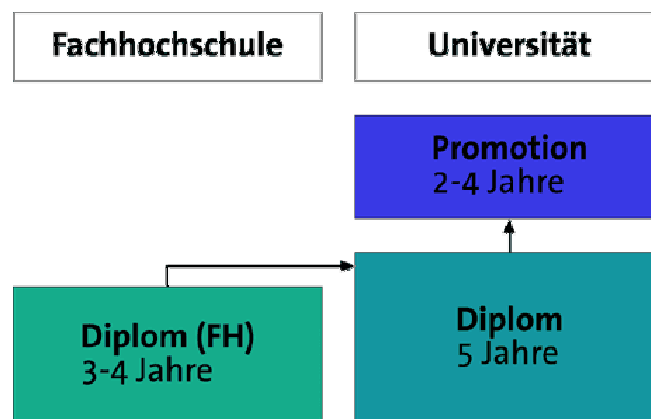 Fachhochschule
Universität
Promotion
2-4 Jahre
Diplom (FH)
3-4 Jahre
Diplom
5 Jahre